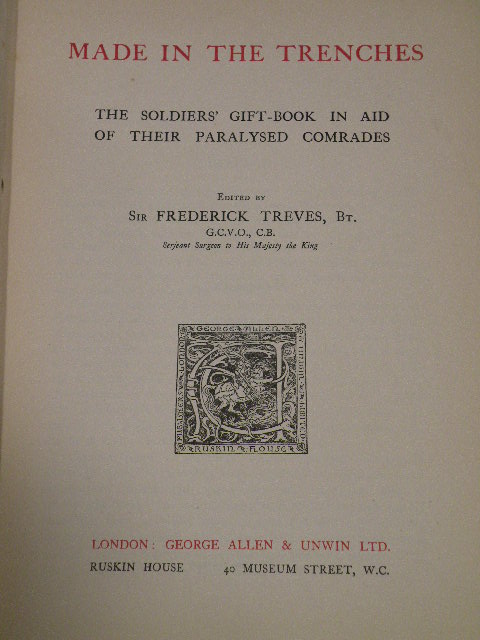 MADE IN THE TRENCHES
THE SOLDIERS' GIFT-BOOK IN AID
OF THEIR PARALYSED COMRADES
EDITED BY
SIR FREDERICK TREVES, BT.
G.C.V.O., C.B.
Serjeant Surgeon to His Majesty the King
GEORGE ALLEN
RUSKIN HOUSE
LONDON: GEORGE ALLEN & UNWIN LTD.
RUSKIN HOUSE 40 MUSEUM STREET, W.C.